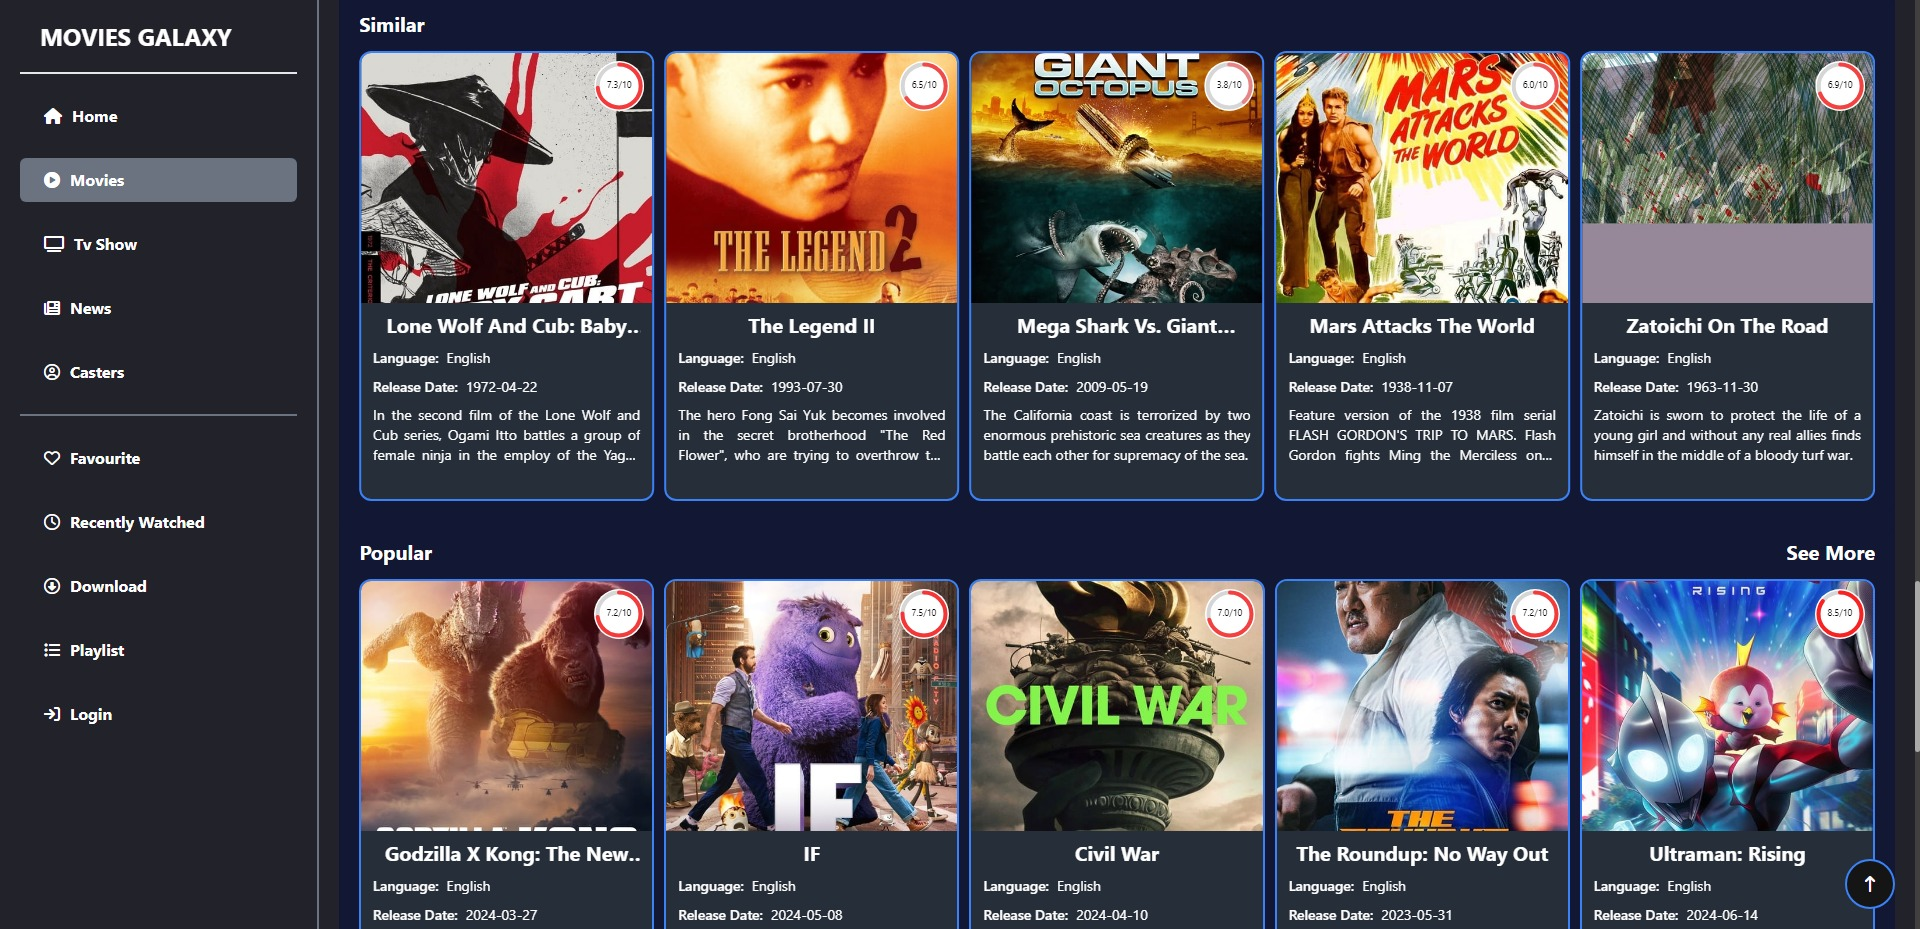 MOVIES GALAXY
Home
Movies
Tv Show
News
Casters
Favourite
Recently Watched
Download
Playlist
Login
Similar
7.3/10
LONE WOLF AND CUB:
Lone Wolf And Cub: Baby..
Language: English
Release Date: 1972-04-22
In the second film of the Lone Wolf and
Cub series, Ogami Itto battles a group of
female ninja in the employ of the Yag...
6.5/10
THE LEGEND 2
The Legend II
Language: English
Release Date: 1993-07-30
The hero Fong Sai Yuk becomes involved
in the secret brotherhood "The Red
Flower", who are trying to overthrow t...
GIANT
OCTOPUS
3.8/10
Mega Shark Vs. Giant...
Language: English
Release Date: 2009-05-19
The California coast is terrorized by two
enormous prehistoric sea creatures as they
battle each other for supremacy of the sea.
MARS
ATTACKS
THE WORLD
6.0/10
Mars Attacks The World
Language: English
Release Date: 1938-11-07
Feature version of the 1938 film serial
FLASH GORDON'S TRIP TO MARS. Flash
Gordon fights Ming the Merciless on...
6.9/10
Zatoichi On The Road
Language: English
Release Date: 1963-11-30
Zatoichi is sworn to protect the life of a
young girl and without any real allies finds
himself in the middle of a bloody turf war.
Popular
See More
7.2/10
Godzilla X Kong: The New..
Language: English
Release Date: 2024-03-27
7.5/10
IF
IF
Language: English
Release Date: 2024-05-08
7.0/10
CIVIL WAR
Civil War
Language: English
Release Date: 2024-04-10
7.2/10
THE
The Roundup: No Way Out
Language: English
Release Date: 2023-05-31
RISING
8.5/10
Ultraman: Rising
Language: English
Release Date: 2024-06-14